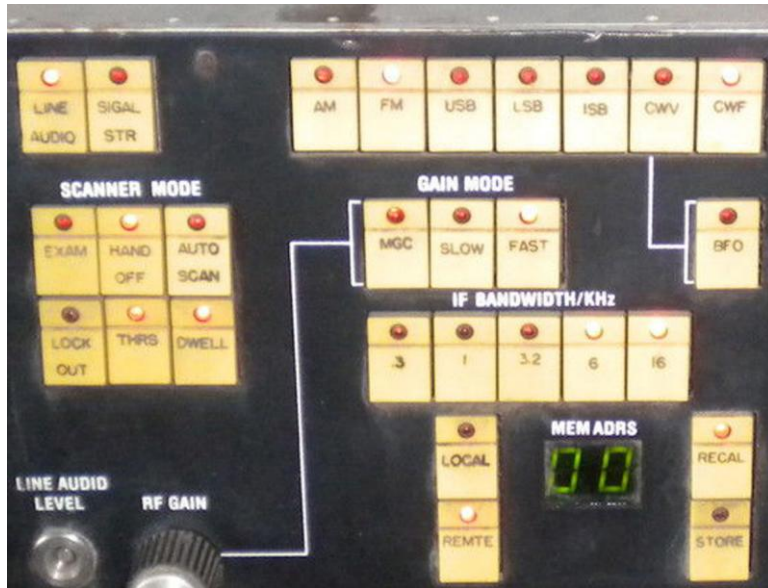 LINE
AUDIO
SIGAL
STR
AM
FM
USB
LSB
ISB
CWV
CWF
SCANNER MODE
EXAM
HAND
OFF
AUTO
SCAN
LOCK
OUT
THRS
DWELL
GAIN MODE
MGC
SLOW
FAST
BFO
IF BANDWIDTH/KHz
.3
1
3.2
6
16
LOCAL
REMTE
MEM ADRS
00
RECAL
STORE
LINE AUDIO
LEVEL
RF GAIN